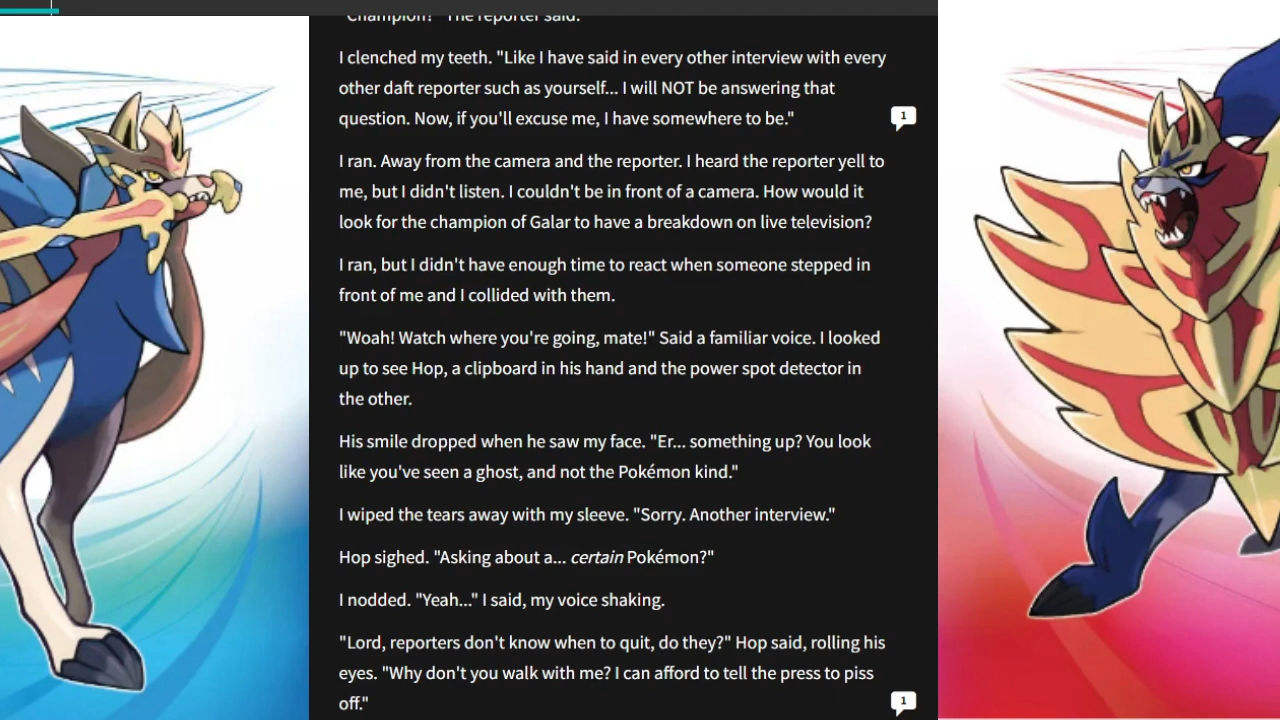 "Champion?" The reporter said.
I clenched my teeth. "Like I have said in every other interview with every
other daft reporter such as yourself... I will NOT be answering that
question. Now, if you'll excuse me, I have somewhere to be."
1
I ran. Away from the camera and the reporter. I heard the reporter yell to
me, but I didn't listen. I couldn't be in front of a camera. How would it
look for the champion of Galar to have a breakdown on live television?
I ran, but I didn't have enough time to react when someone stepped in
front of me and I collided with them.
"Woah! Watch where you're going, mate!" Said a familiar voice. I looked
up to see Hop, a clipboard in his hand and the power spot detector in
the other.
His smile dropped when he saw my face. "Er... something up? You look
like you've seen a ghost, and not the Pokémon kind."
I wiped the tears away with my sleeve. "Sorry. Another interview."
Hop sighed. "Asking about a... certain Pokémon?"
I nodded. "Yeah..." I said, my voice shaking.
"Lord, reporters don't know when to quit, do they?" Hop said, rolling his
eyes. "Why don't you walk with me? I can afford to tell the press to piss
off."
1